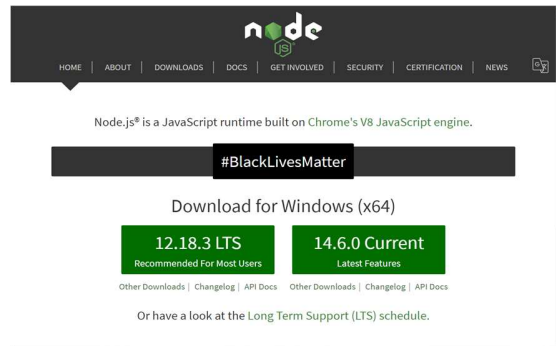 node
JS
HOME | ABOUT | DOWNLOADS | DOCS | GET INVOLVED | SECURITY | CERTIFICATION | NEWS
Node.js® is a JavaScript runtime built on Chrome's V8 JavaScript engine.
#BlackLivesMatter
Download for Windows (x64)
12.18.3 LTS 14.6.0 Current
Recommended For Most Users Latest Features
Other Downloads | Changelog | API Docs Other Downloads | Changelog | API Docs
Or have a look at the Long Term Support (LTS) schedule.